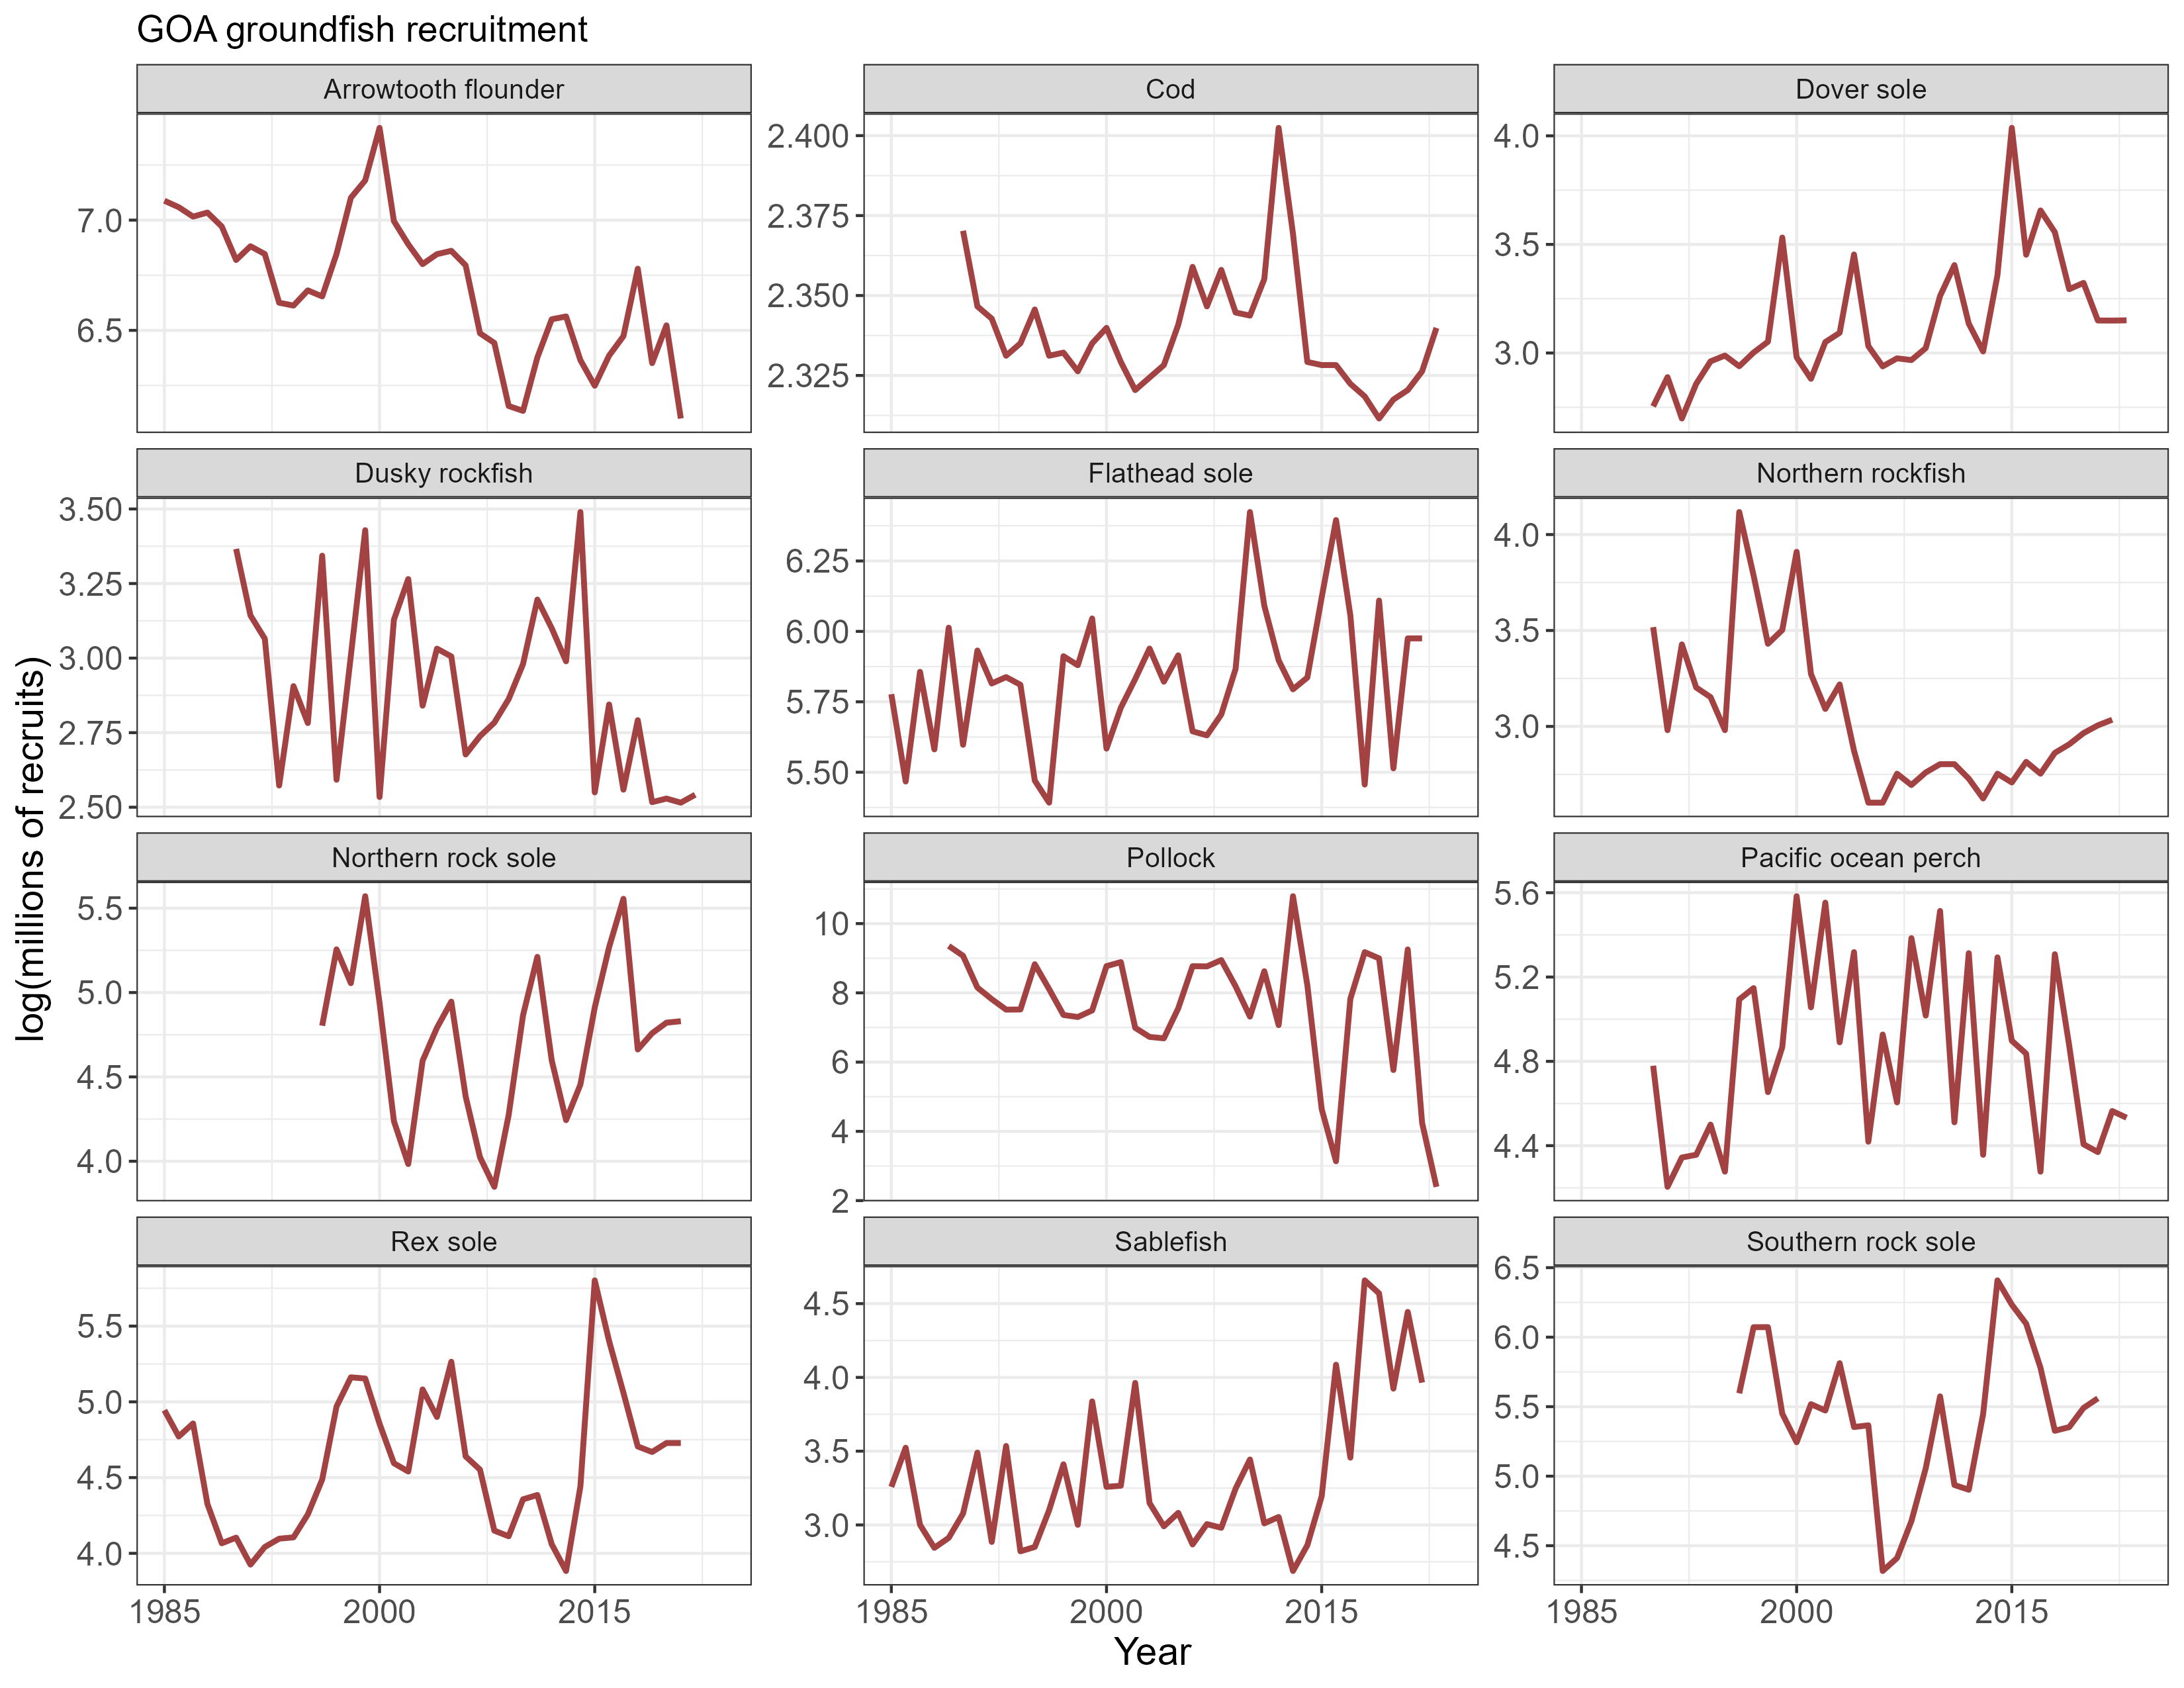 GOA groundfish recruitment
Arrowtooth flounder
Cod
Dover sole
7.0
6.5
2.400
2.375
2.350
2.325
4.0
3.5
3.0
Dusky rockfish
Flathead sole
Northern rockfish
3.50
3.25
3.00
2.75
2.50
6.25
6.00
5.75
5.50
4.0
3.5
3.0
log(millions of recruits)
Northern rock sole
Pollock
Pacific ocean perch
5.5
5.0
4.5
4.0
10
8
6
4
2
5.6
5.2
4.8
4.4
Rex sole
Sablefish
Southern rock sole
5.5
5.0
4.5
4.0
4.5
4.0
3.5
3.0
6.5
6.0
5.5
5.0
4.5
1985 2000 2015
1985 2000 2015
1985 2000 2015
Year